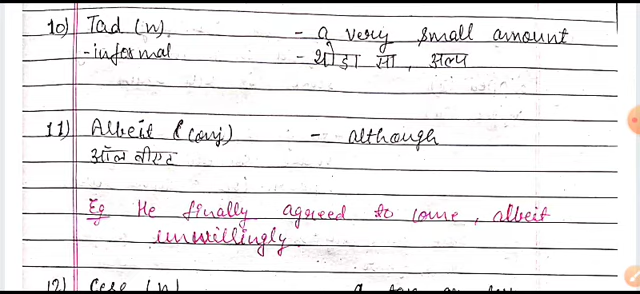 10) Tad (n) - a very small amount
- informal - थोडा सा, अल्प
11) Albeit (conj) - although
ऑल बीइट
Eg He finally agreed to come, albeit
unwillingly.
12) (n)